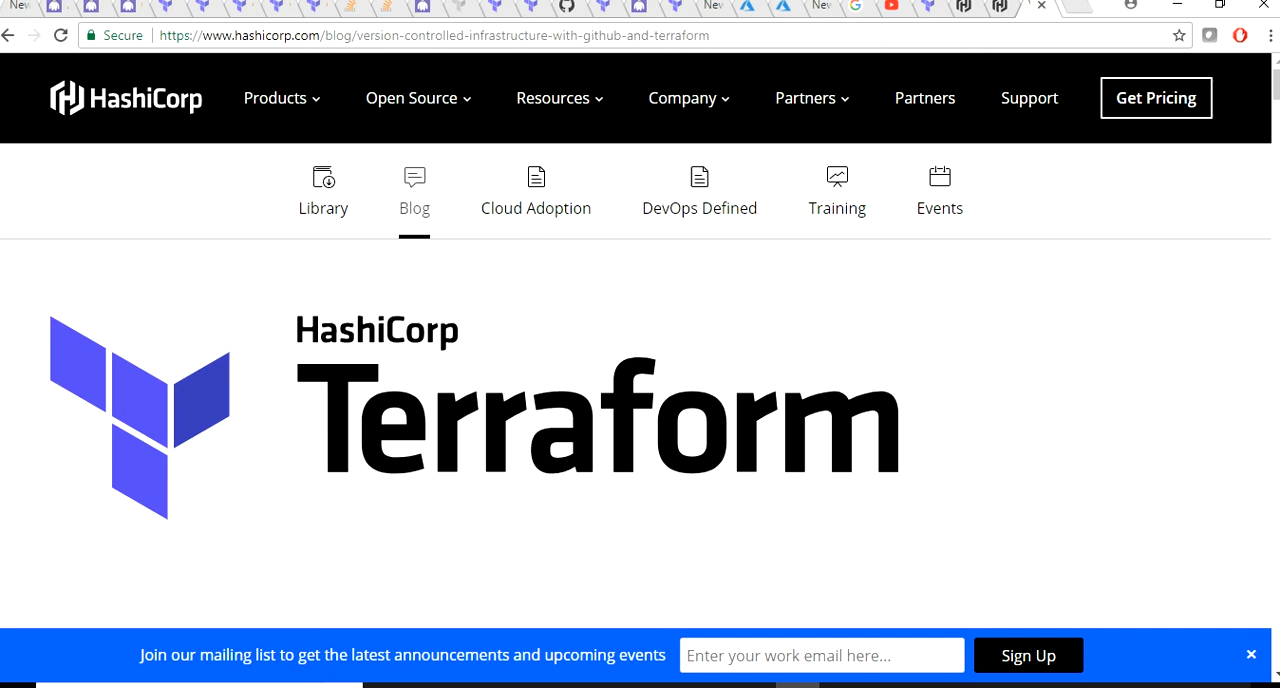 New
New
New
Secure
https://www.hashicorp.com/blog/version-controlled-infrastructure-with-github-and-terraform
HashiCorp Products Open Source Resources Company Partners Partners Support Get Pricing
Library Blog Cloud Adoption DevOps Defined Training Events
HashiCorp
Terraform
Join our mailing list to get the latest announcements and upcoming events Enter your work email here... Sign Up